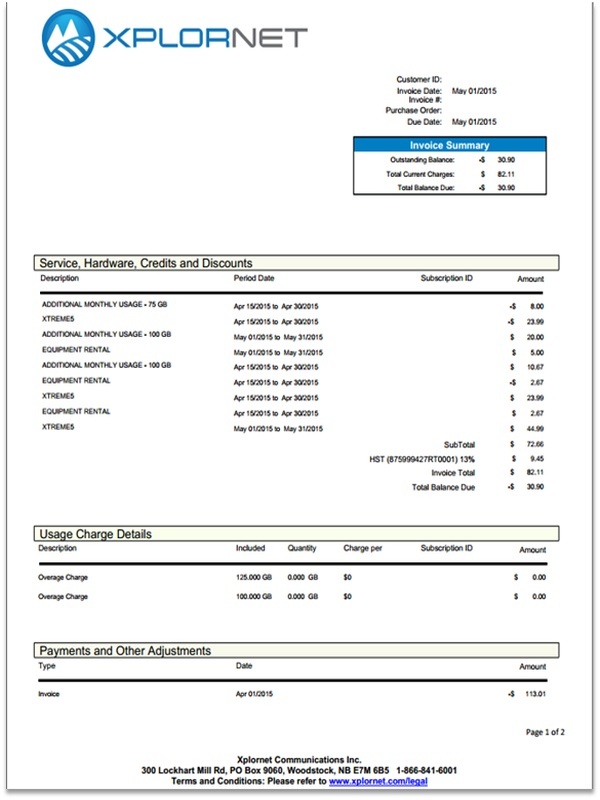 XPLORNET
Customer ID:
Invoice Date: May 01/2015
Invoice #:
Purchase Order:
Due Date: May 01/2015
Invoice Summary
Outstanding Balance: -$ 30.90
Total Current Charges: $ 82.11
Total Balance Due: -$ 30.90
Service, Hardware, Credits and Discounts
Description Period Date Subscription ID Amount
ADDITIONAL MONTHLY USAGE - 75 GB Apr 15/2015 to Apr 30/2015 -$ 8.00
XTREME5 Apr 15/2015 to Apr 30/2015 -$ 23.99
ADDITIONAL MONTHLY USAGE - 100 GB May 01/2015 to May 31/2015 $ 20.00
EQUIPMENT RENTAL May 01/2015 to May 31/2015 $ 5.00
ADDITIONAL MONTHLY USAGE - 100 GB Apr 15/2015 to Apr 30/2015 $ 10.67
EQUIPMENT RENTAL Apr 15/2015 to Apr 30/2015 -$ 2.67
XTREME5 Apr 15/2015 to Apr 30/2015 $ 23.99
EQUIPMENT RENTAL Apr 15/2015 to Apr 30/2015 $ 2.67
XTREME5 May 01/2015 to May 31/2015 $ 44.99
SubTotal $ 72.66
HST (875999427RT0001) 13% $ 9.45
Invoice Total $ 82.11
Total Balance Due -$ 30.90
Usage Charge Details
Description Included Quantity Charge per Subscription ID Amount
Overage Charge 125.000 GB 0.000 GB $0 $ 0.00
Overage Charge 100.000 GB 0.000 GB $0 $ 0.00
Payments and Other Adjustments
Type Date Amount
Invoice Apr 01/2015 -$ 113.01
Page 1 of 2
Xplornet Communications Inc.
300 Lockhart Mill Rd, PO Box 9060, Woodstock, NB E7M 6B5 1-866-841-6001
Terms and Conditions: Please refer to www.xplornet.com/legal